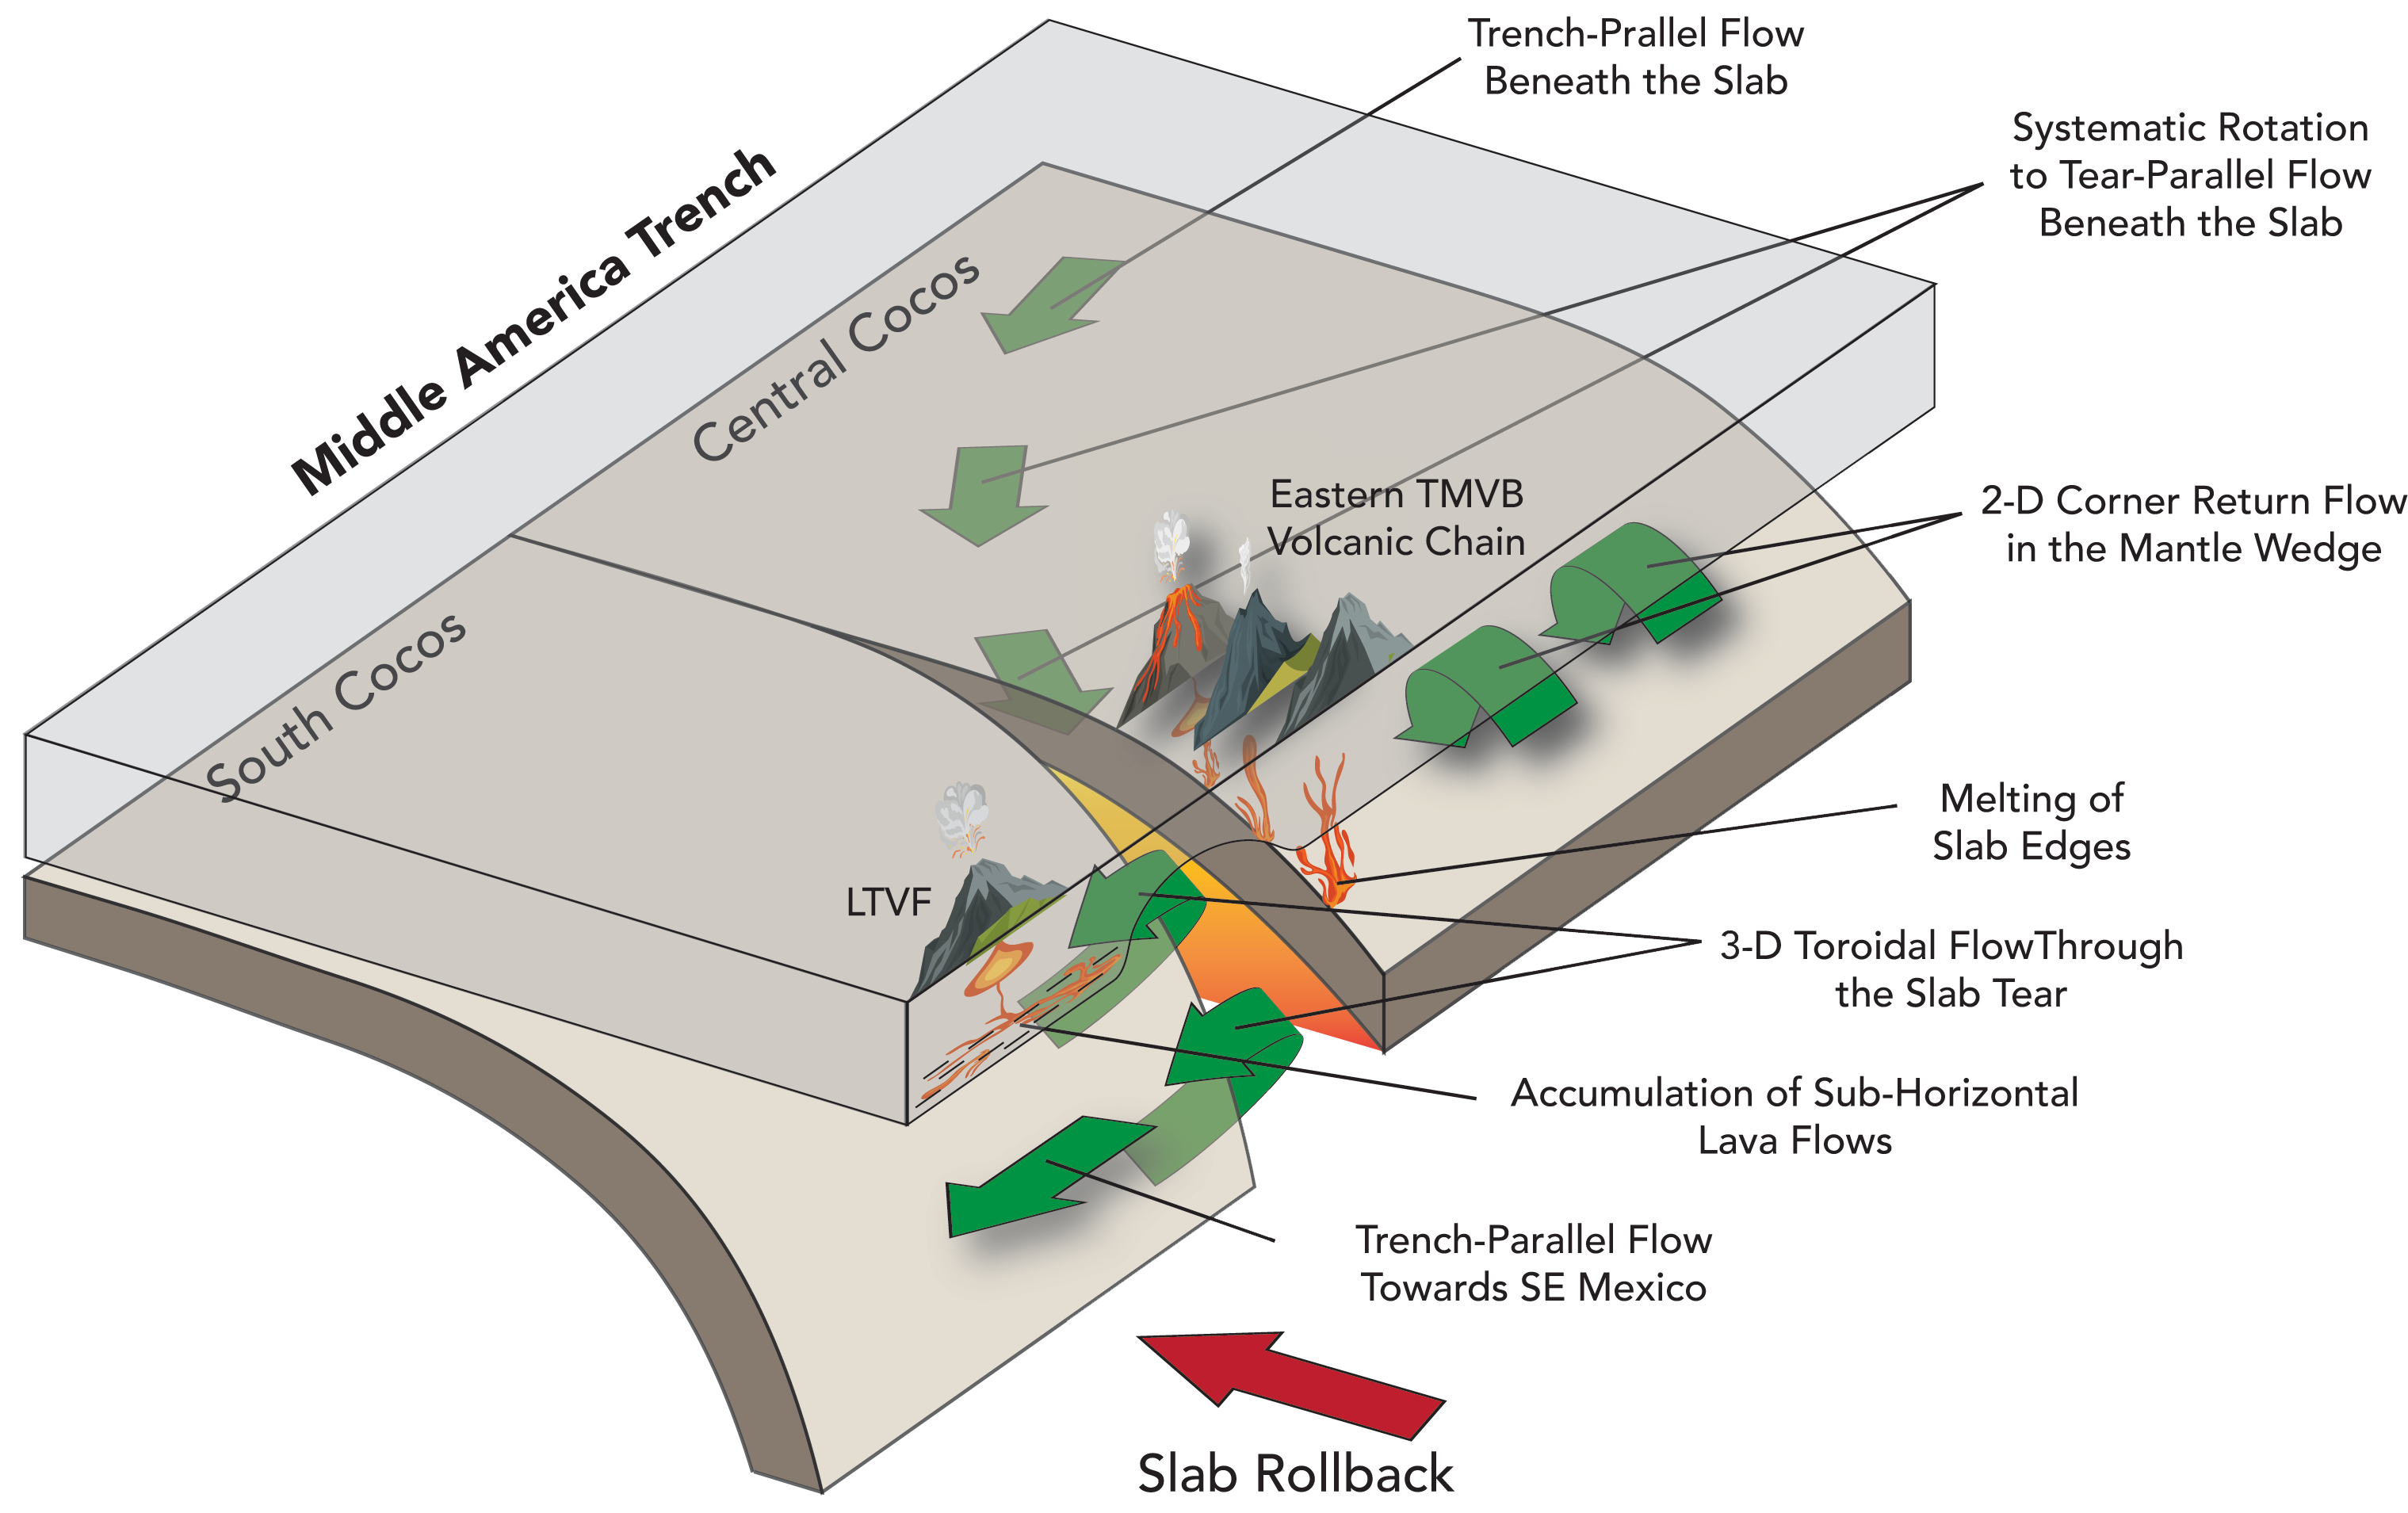 Trench-Prallel Flow
Beneath the Slab
Systematic Rotation
to Tear-Parallel Flow
Beneath the Slab
Middle America Trench
Central Cocos
Eastern TMVB
Volcanic Chain
2-D Corner Return Flow
in the Mantle Wedge
South Cocos
Melting of
Slab Edges
LTVF
3-D Toroidal FlowThrough
the Slab Tear
Accumulation of Sub-Horizontal
Lava Flows
Trench-Parallel Flow
Towards SE Mexico
Slab Rollback